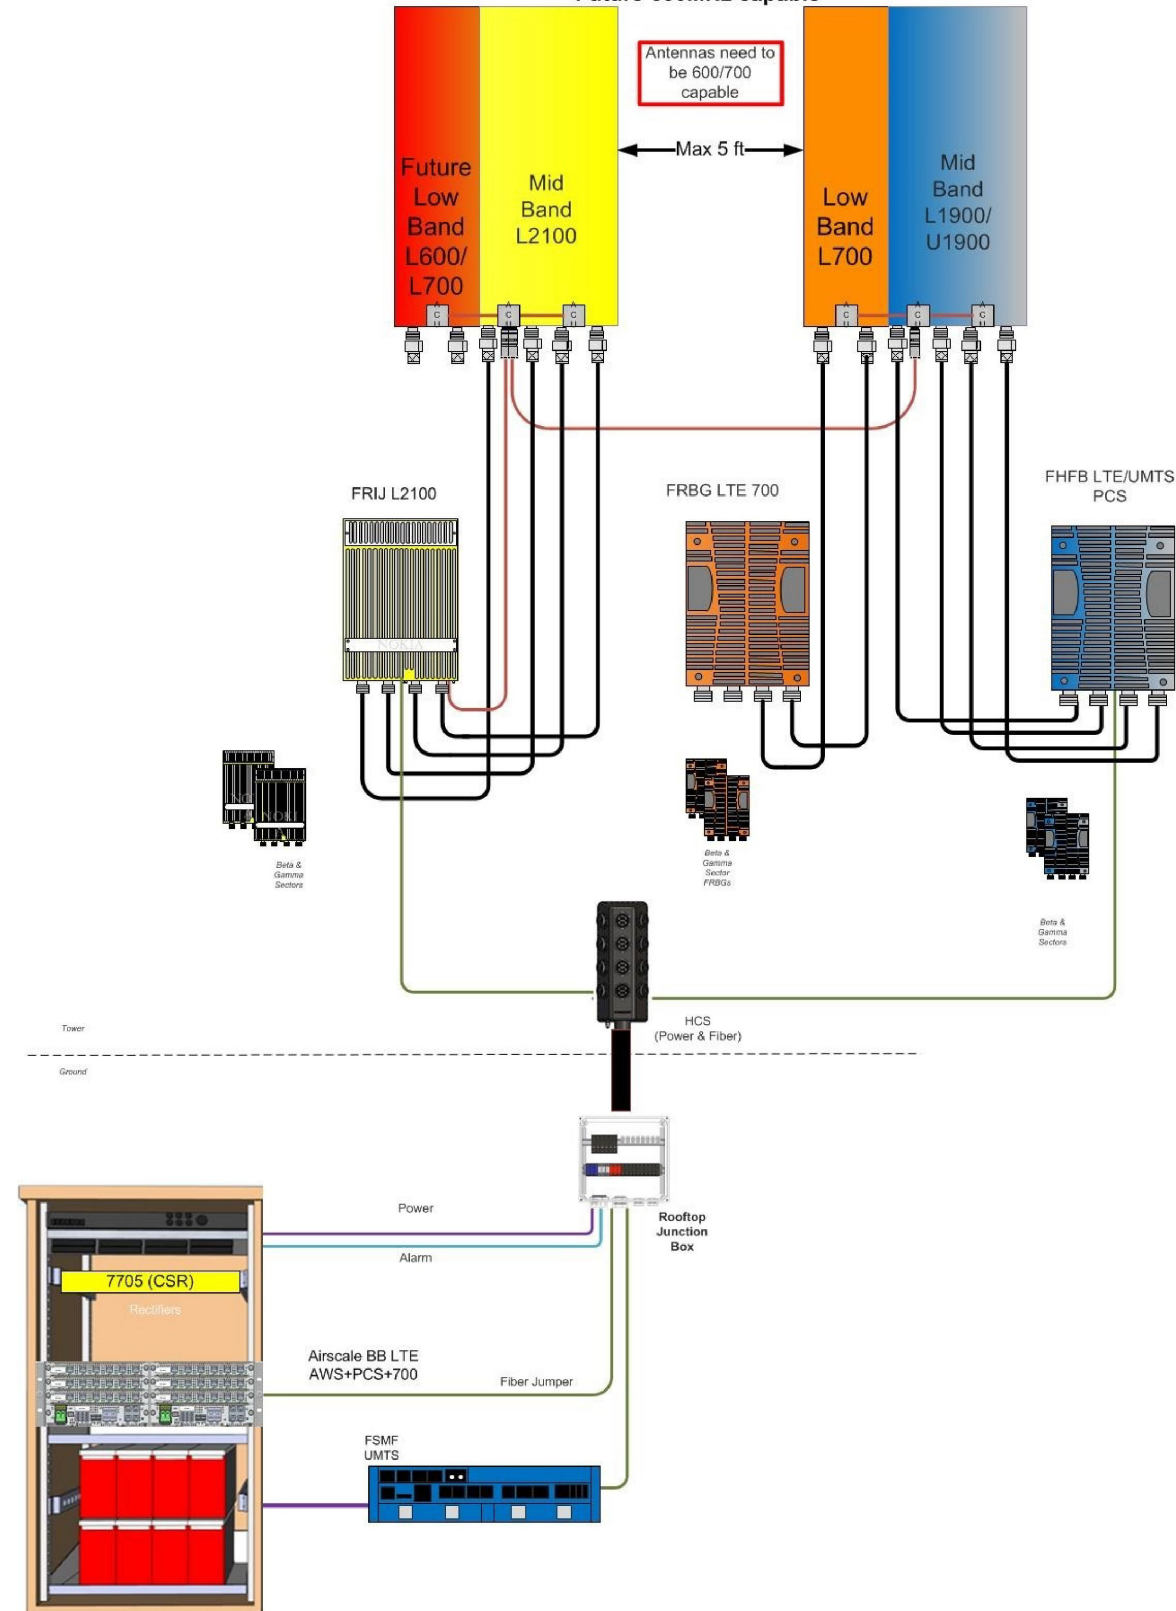 Antennas need to
be 600/700
capable
Max 5 ft
Future
Low
Band
L600/
L700
Mid
Band
L2100
Low
Band
L700
Mid
Band
L1900/
U1900
C
C
C
C
C
C
FRIJ L2100
FRBG LTE 700
FHFB LTE/UMTS
PCS
NOKIA
Beta &
Gamma
Sectors
Beta &
Gamma
Sector
FRBGs
Beta &
Gamma
Sectors
HCS
(Power & Fiber)
Tower
Ground
Power
Alarm
Rooftop
Junction
Box
7705 (CSR)
Rectifiers
Airscale BB LTE
AWS+PCS+700
Fiber Jumper
FSMF
UMTS